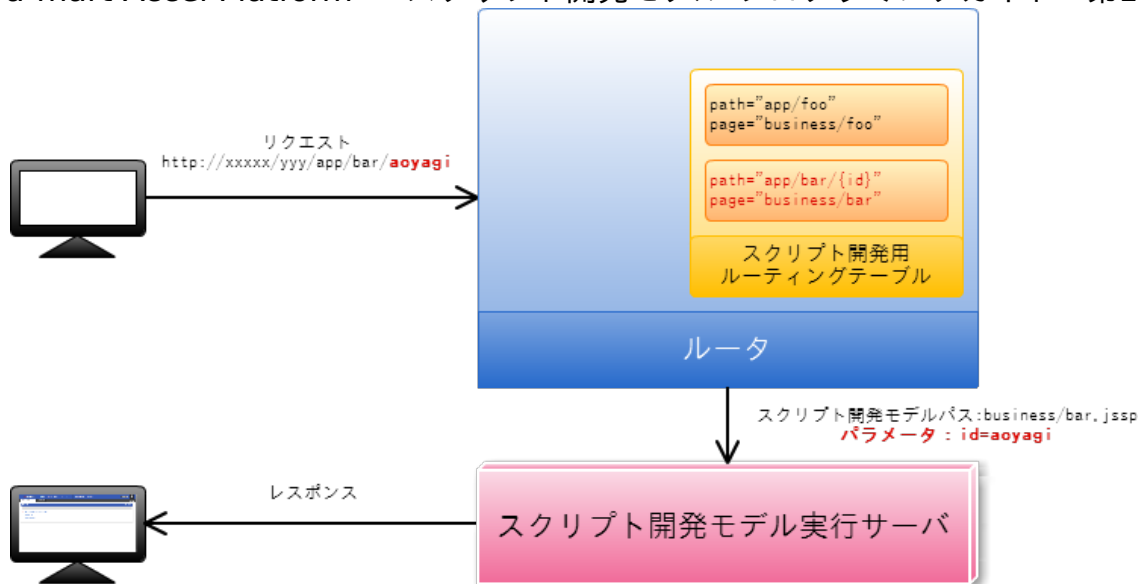 path="app/foo"
page="business/foo"
リクエスト
http://xxxxx/yyy/app/bar/aoyagi
path="app/bar/{id}"
page="business/bar"
スクリプト開発用
ルーティングテーブル
ルータ
スクリプト開発モデルパス:business/bar.jssp
パラメータ : id=aoyagi
レスポンス
スクリプト開発モデル実行サーバ